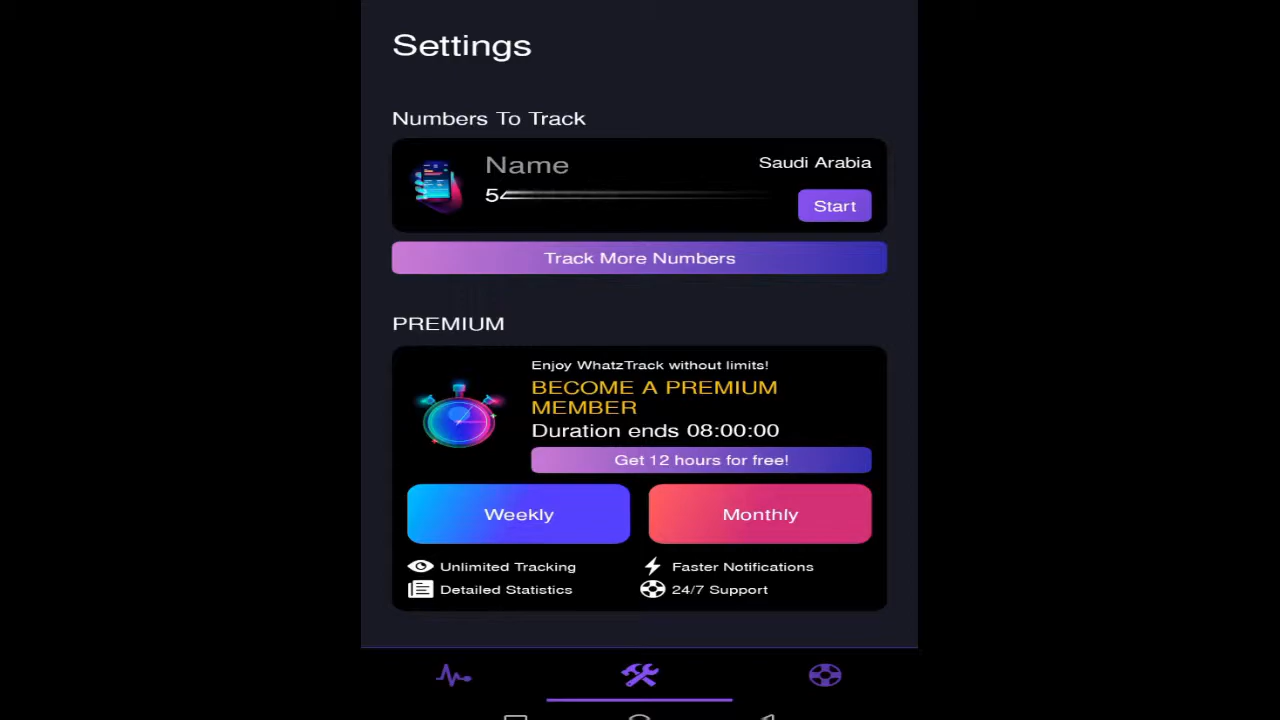 Settings
Numbers To Track
Name
Saudi Arabia
Start
Track More Numbers
PREMIUM
Enjoy WhatzTrack without limits!
BECOME A PREMIUM
MEMBER
Duration ends 08:00:00
Get 12 hours for free!
Weekly
Monthly
Unlimited Tracking
Faster Notifications
Detailed Statistics
24/7 Support